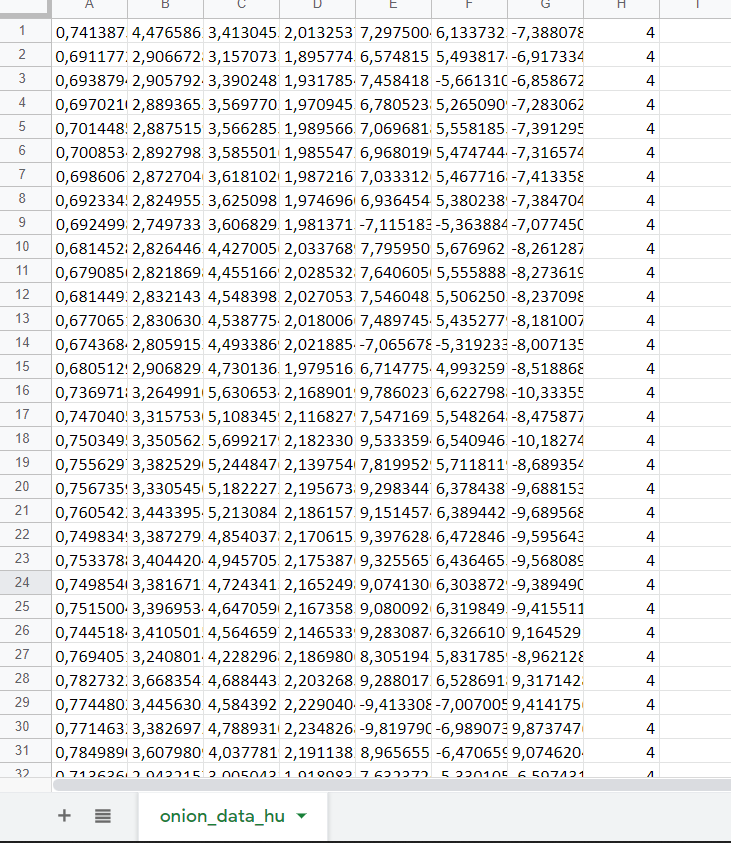 A B C D E F G H I
1 0,741387 4,476586 3,413045 2,013253 7,297500 6,133732 -7,388078 4
2 0,691177 2,906672 3,157073 1,895774 6,574815 5,493817 -6,917334 4
3 0,693879 2,905792 3,390248 1,931785 7,458418 -5,661310 -6,858672 4
4 0,697021 2,889365 3,569770 1,970945 6,780523 5,265090 -7,283062 4
5 0,701448 2,887515 3,566285 1,989566 7,069681 5,558185 -7,391295 4
6 0,700853 2,892798 3,585501 1,985547 6,968019 5,474744 -7,316574 4
7 0,698606 2,872704 3,618102 1,987216 7,033312 5,467716 -7,413358 4
8 0,692334 2,824955 3,625098 1,974696 6,936454 5,380238 -7,384704 4
9 0,692499 2,749733 3,606829 1,981371 -7,115183 -5,363884 -7,077450 4
10 0,681452 2,826446 4,427005 2,033768 7,795950 5,676962 -8,261287 4
11 0,679085 2,821869 4,455166 2,028532 7,640605 5,555888 -8,273619 4
12 0,681449 2,832143 4,548398 2,027053 7,546048 5,506250 -8,237098 4
13 0,677065 2,830630 4,538775 2,018006 7,489745 5,435277 -8,181007 4
14 0,674368 2,805915 4,493386 2,021885 -7,065678 -5,319233 -8,007135 4
15 0,680512 2,906829 4,730136 1,979516 6,714775 4,993259 -8,518868 4
16 0,736971 3,264991 5,630653 2,168901 9,786023 6,622798 -10,33355 4
17 0,747040 3,315753 5,108345 2,116827 7,547169 5,548264 -8,475877 4
18 0,750349 3,350562 5,699217 2,182330 9,533359 6,540946 -10,18274 4
19 0,755629 3,382529 5,244847 2,139754 7,819952 5,711811 -8,689354 4
20 0,756735 3,330545 5,182227 2,195673 9,298344 6,378438 -9,688153 4
21 0,760542 3,443395 5,213084 2,186157 9,151457 6,389442 -9,689568 4
22 0,749834 3,387279 4,854037 2,170615 9,397628 6,472846 -9,595643 4
23 0,753378 3,404420 4,945705 2,175387 9,325565 6,436465 -9,568089 4
24 0,749854 3,381671 4,724341 2,165249 9,074130 6,303872 -9,389490 4
25 0,751500 3,396953 4,647059 2,167358 9,080092 6,319849 -9,415511 4
26 0,744518 3,410501 4,564659 2,146533 9,283087 6,326610 9,164529 4
27 0,769405 3,240801 4,228296 2,186980 8,305194 5,831785 -8,962128 4
28 0,782732 3,668354 4,688443 2,203268 9,288017 6,528691 9,317142 4
29 0,774480 3,445630 4,584392 2,229040 -9,413308 -7,007005 9,414175 4
30 0,771463 3,382697 4,788931 2,234826 -9,819790 -6,989073 9,873747 4
31 0,784989 3,607980 4,037781 2,191138 8,965655 -6,470659 9,074620 4
32 4
onion_data_hu